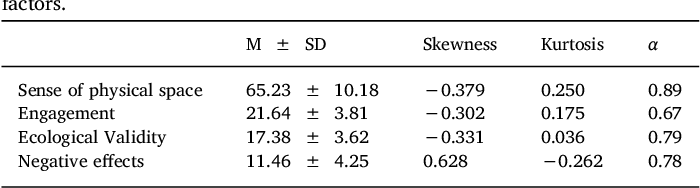 factors.
M ± SD Skewness Kurtosis α
Sense of physical space 65.23 ± 10.18 −0.379 0.250 0.89
Engagement 21.64 ± 3.81 −0.302 0.175 0.67
Ecological Validity 17.38 ± 3.62 −0.331 0.036 0.79
Negative effects 11.46 ± 4.25 0.628 −0.262 0.78